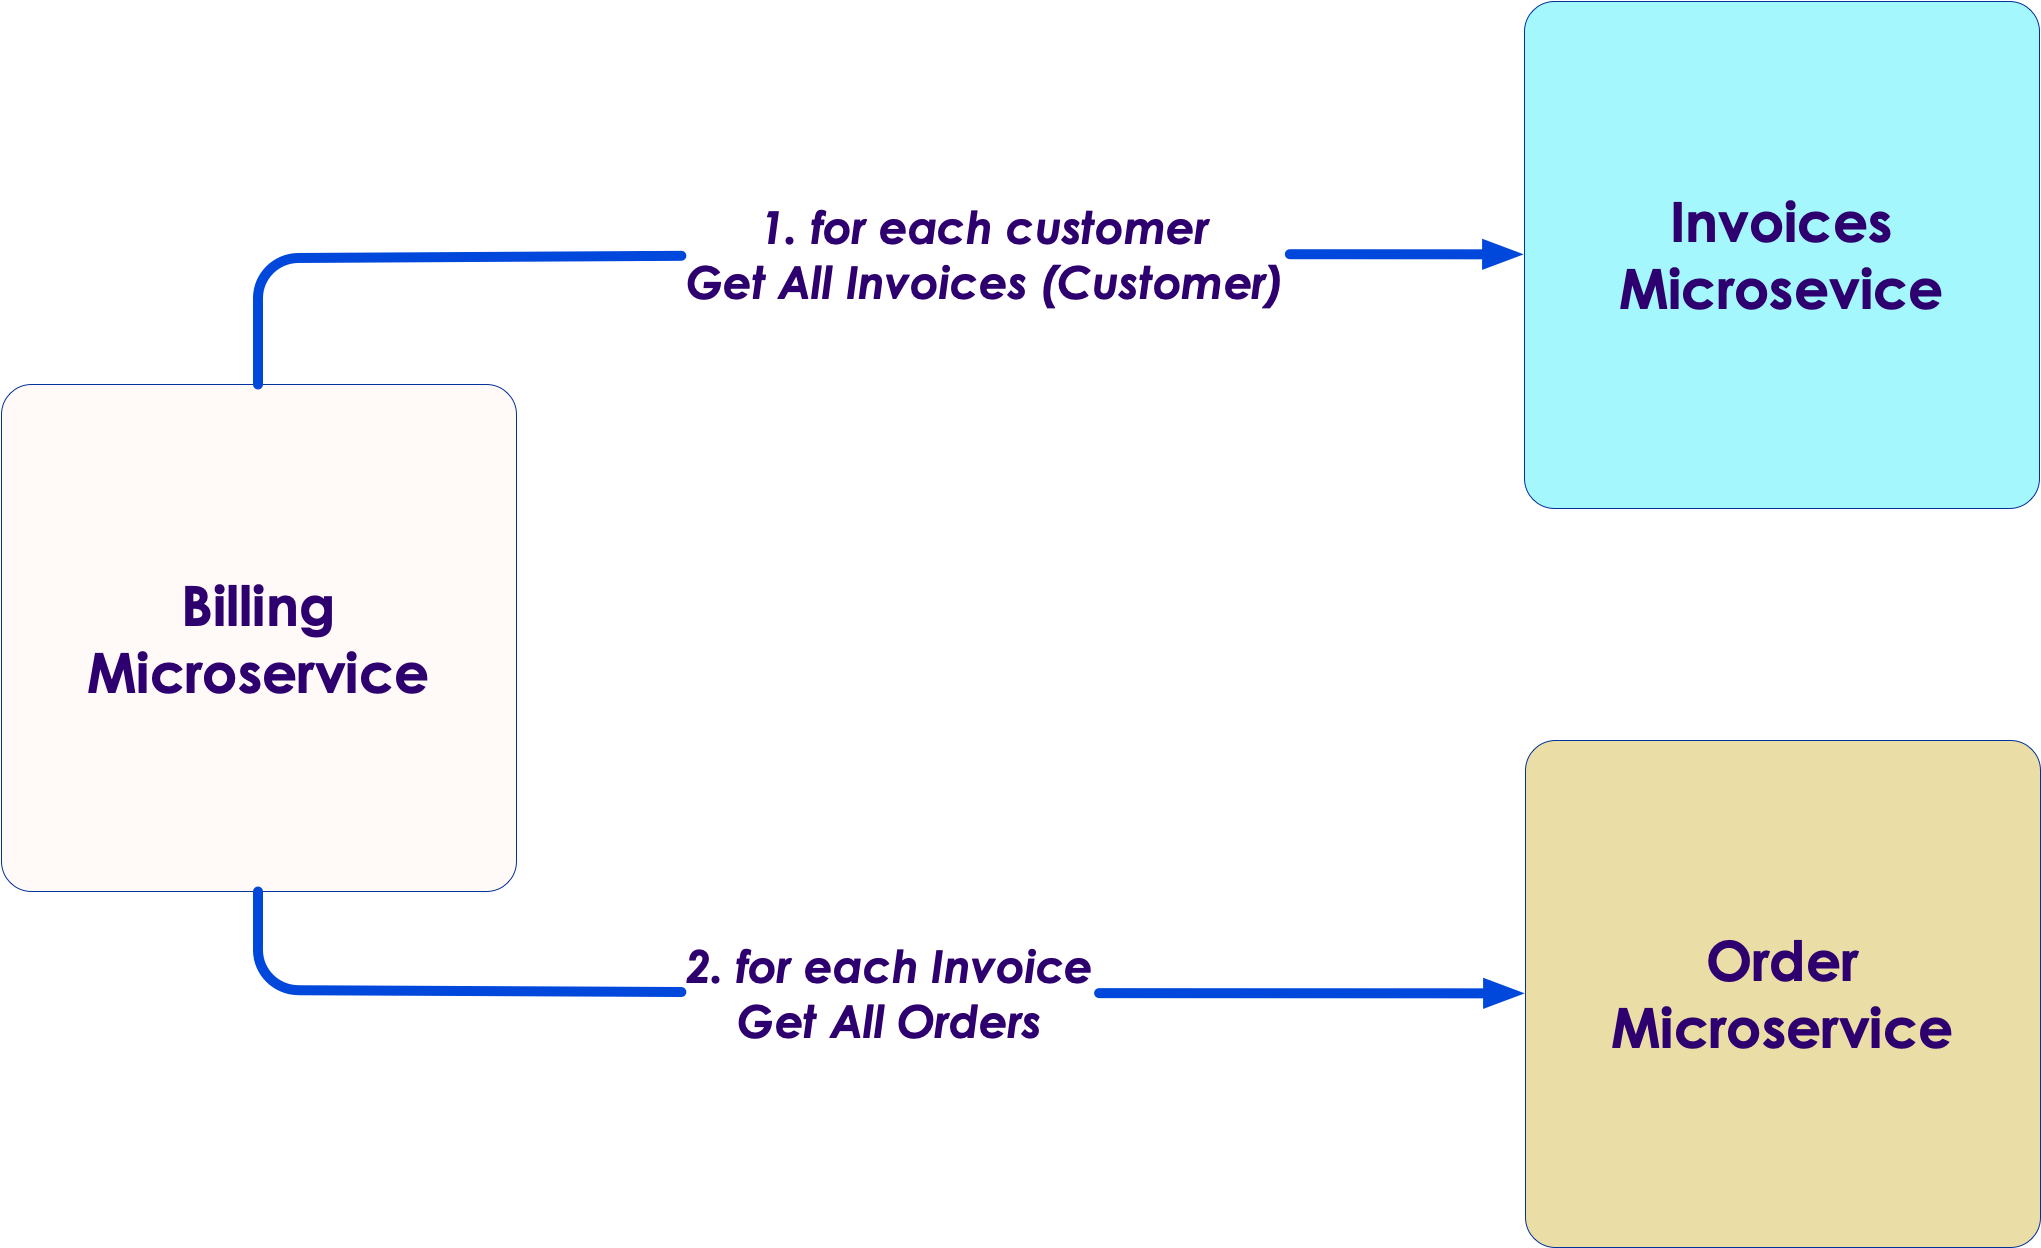 1. for each customer
Get All Invoices (Customer)
Invoices
Microsevice
Billing
Microservice
2. for each Invoice
Get All Orders
Order
Microservice